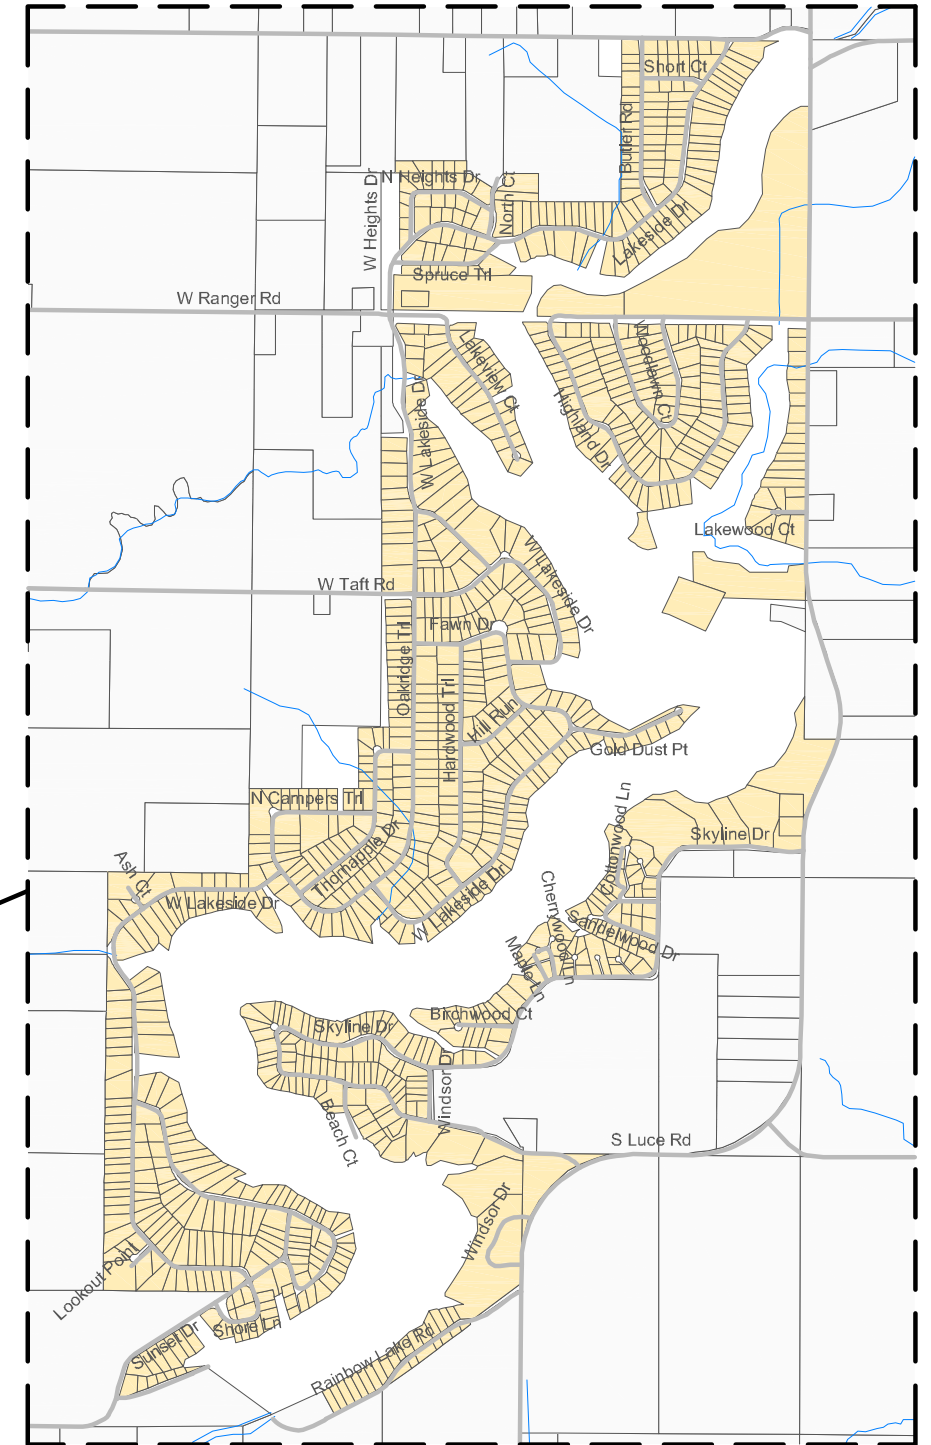 Short Ct
Butler Rd
N Heights Dr
North Ct
W Heights Dr
Lakeside Dr
Spruce Trl
W Ranger Rd
Lakeview Ct
Woodlawn Ct
W Lakeside Dr
Highland Dr
Lakewood Ct
W Lakeside Dr
W Taft Rd
Fawn Dr
Oakridge Trl
Hardwood Trl
Hill Run
Gold Dust Pt
N Campers Trl
Cottonwood Ln
Skyline Dr
Thornapple Dr
Ash Ct
W Lakeside Dr
W Lakeside Dr
Cherrywood Ln
Sandelwood Dr
Maple Ln
Birchwood Ct
Skyline Dr
Windsor Dr
Beach Ct
S Luce Rd
Windsor Dr
Lookout Point
Shore Ln
Sunset Dr
Rainbow Lake Rd